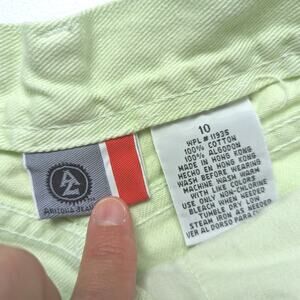 AZ
ARIZONA JEAN
10
WPL # 11935
100% COTTON
100% ALGODON
MADE IN HONG KONG
HECHO EN HONG KONG
WASH BEFORE WEARING
MACHINE WASH WARM
WITH LIKE COLORS
USE ONLY NON-CHLORINE
BLEACH WHEN NEEDED
TUMBLE DRY LOW
STEAM IRON AS NEEDED
VER AL DORSO PARA